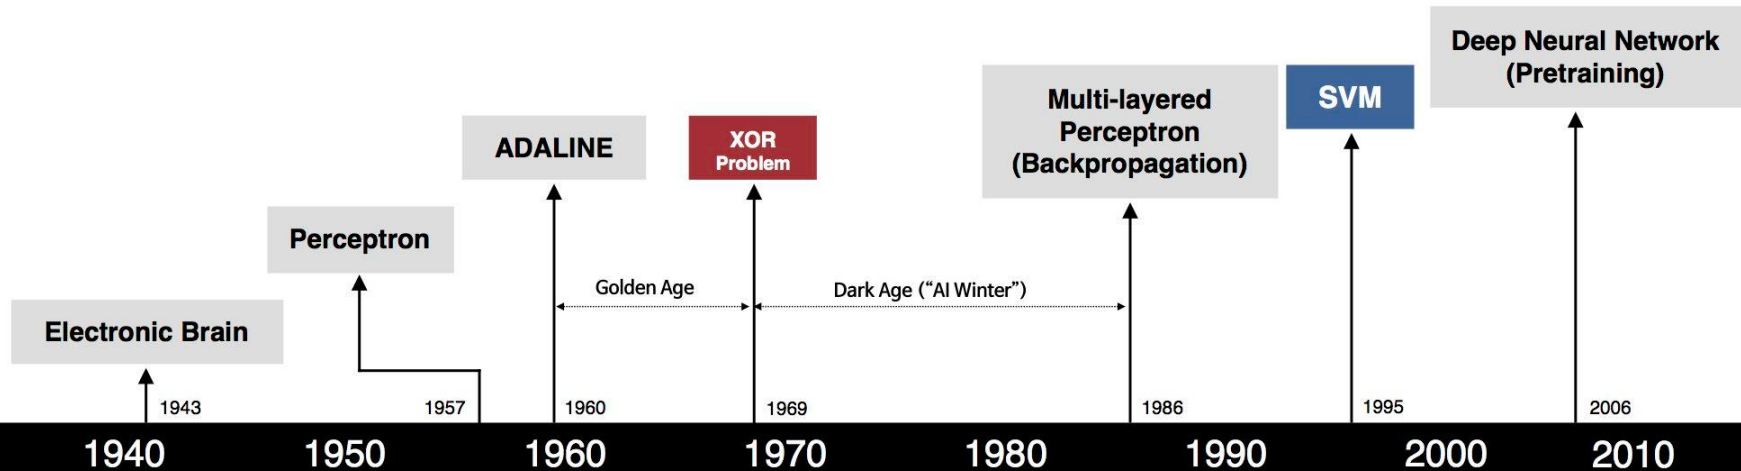 Deep Neural Network
(Pretraining)
Multi-layered
Perceptron
(Backpropagation)
SVM
ADALINE
XOR
Problem
Perceptron
Golden Age
Dark Age (“AI Winter”)
Electronic Brain
1943
1957
1960
1969
1986
1995
2006
1940
1950
1960
1970
1980
1990
2000
2010